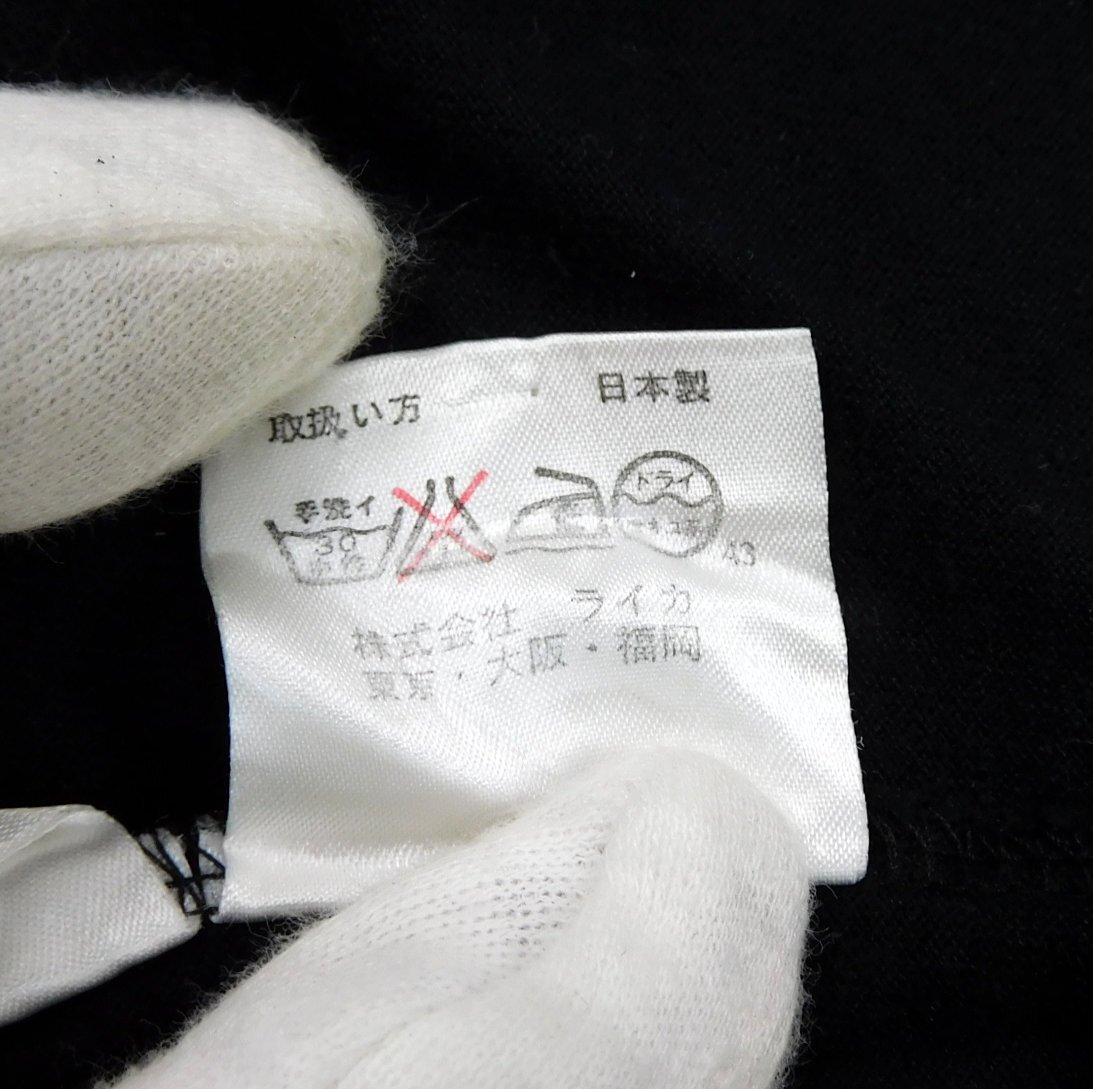 取扱い方 日本製
手洗イ
30
ドライ
43
株式会社 ライカ
東京・大阪・福岡